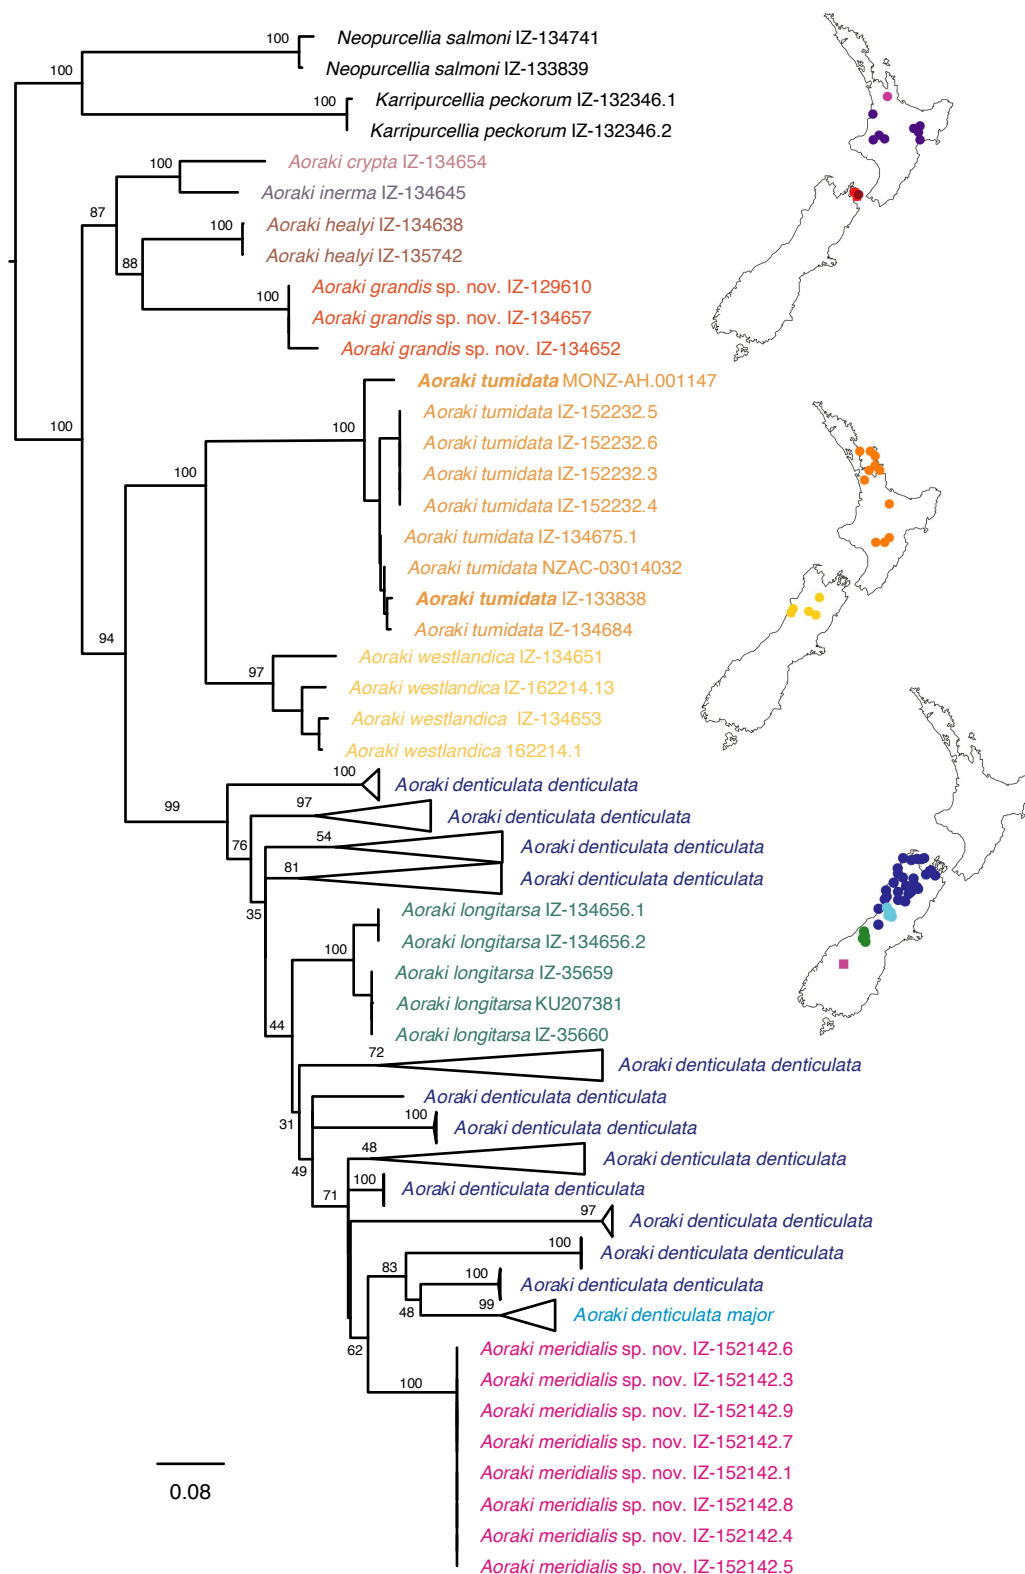 100
Neopurcellia salmoni IZ-134741
Neopurcellia salmoni IZ-133839
100
100
Karripurcellia peckorum IZ-132346.1
Karripurcellia peckorum IZ-132346.2
100
Aoraki crypta IZ-134654
Aoraki inerma IZ-134645
87
100
Aoraki healyi IZ-134638
Aoraki healyi IZ-135742
88
100
Aoraki grandis sp. nov. IZ-129610
Aoraki grandis sp. nov. IZ-134657
Aoraki grandis sp. nov. IZ-134652
100
100
Aoraki tumidata MONZ-AH.001147
Aoraki tumidata IZ-152232.5
Aoraki tumidata IZ-152232.6
100
Aoraki tumidata IZ-152232.3
Aoraki tumidata IZ-152232.4
Aoraki tumidata IZ-134675.1
Aoraki tumidata NZAC-03014032
Aoraki tumidata IZ-133838
Aoraki tumidata IZ-134684
94
97
Aoraki westlandica IZ-134651
Aoraki westlandica IZ-162214.13
Aoraki westlandica IZ-134653
Aoraki westlandica 162214.1
99
100
Aoraki denticulata denticulata
97
Aoraki denticulata denticulata
76
54
Aoraki denticulata denticulata
81
Aoraki denticulata denticulata
35
Aoraki longitarsa IZ-134656.1
Aoraki longitarsa IZ-134656.2
100
Aoraki longitarsa IZ-35659
Aoraki longitarsa KU207381
Aoraki longitarsa IZ-35660
44
72
Aoraki denticulata denticulata
Aoraki denticulata denticulata
31
100
Aoraki denticulata denticulata
49
48
Aoraki denticulata denticulata
71
100
Aoraki denticulata denticulata
97
Aoraki denticulata denticulata
100
Aoraki denticulata denticulata
83
100
Aoraki denticulata denticulata
48
99
Aoraki denticulata major
62
Aoraki meridialis sp. nov. IZ-152142.6
Aoraki meridialis sp. nov. IZ-152142.3
100
Aoraki meridialis sp. nov. IZ-152142.9
Aoraki meridialis sp. nov. IZ-152142.7
Aoraki meridialis sp. nov. IZ-152142.1
Aoraki meridialis sp. nov. IZ-152142.8
Aoraki meridialis sp. nov. IZ-152142.4
Aoraki meridialis sp. nov. IZ-152142.5
0.08